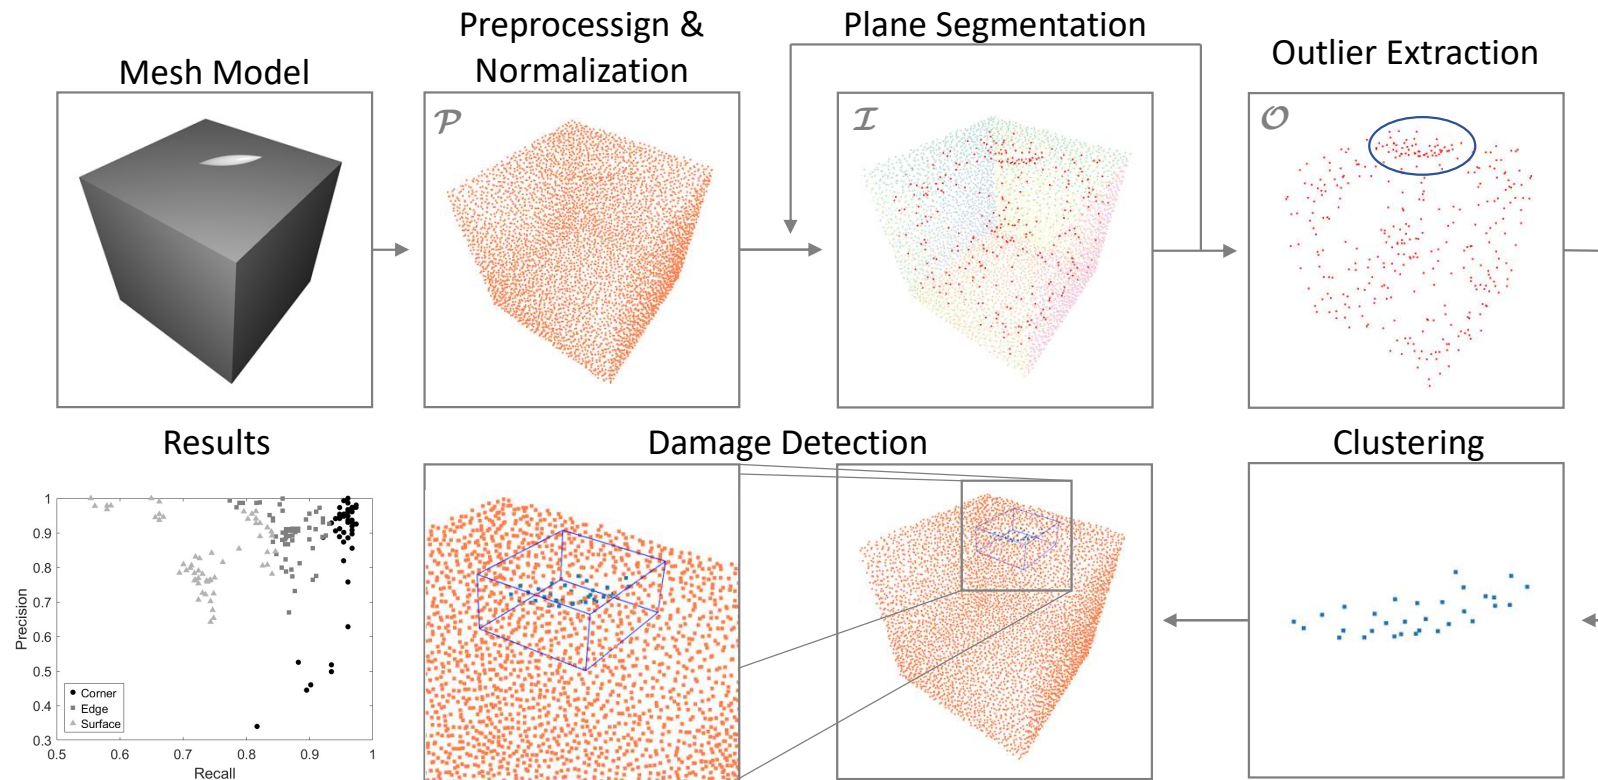 Mesh Model
Preprocessign &
Normalization
Plane Segmentation
Outlier Extraction
𝒫
ℐ
𝒪
Results
Damage Detection
Clustering
1
0.9
0.8
0.7
0.6
0.5
0.4
0.3
Precision
Corner
Edge
Surface
0.5 0.6 0.7 0.8 0.9 1
Recall